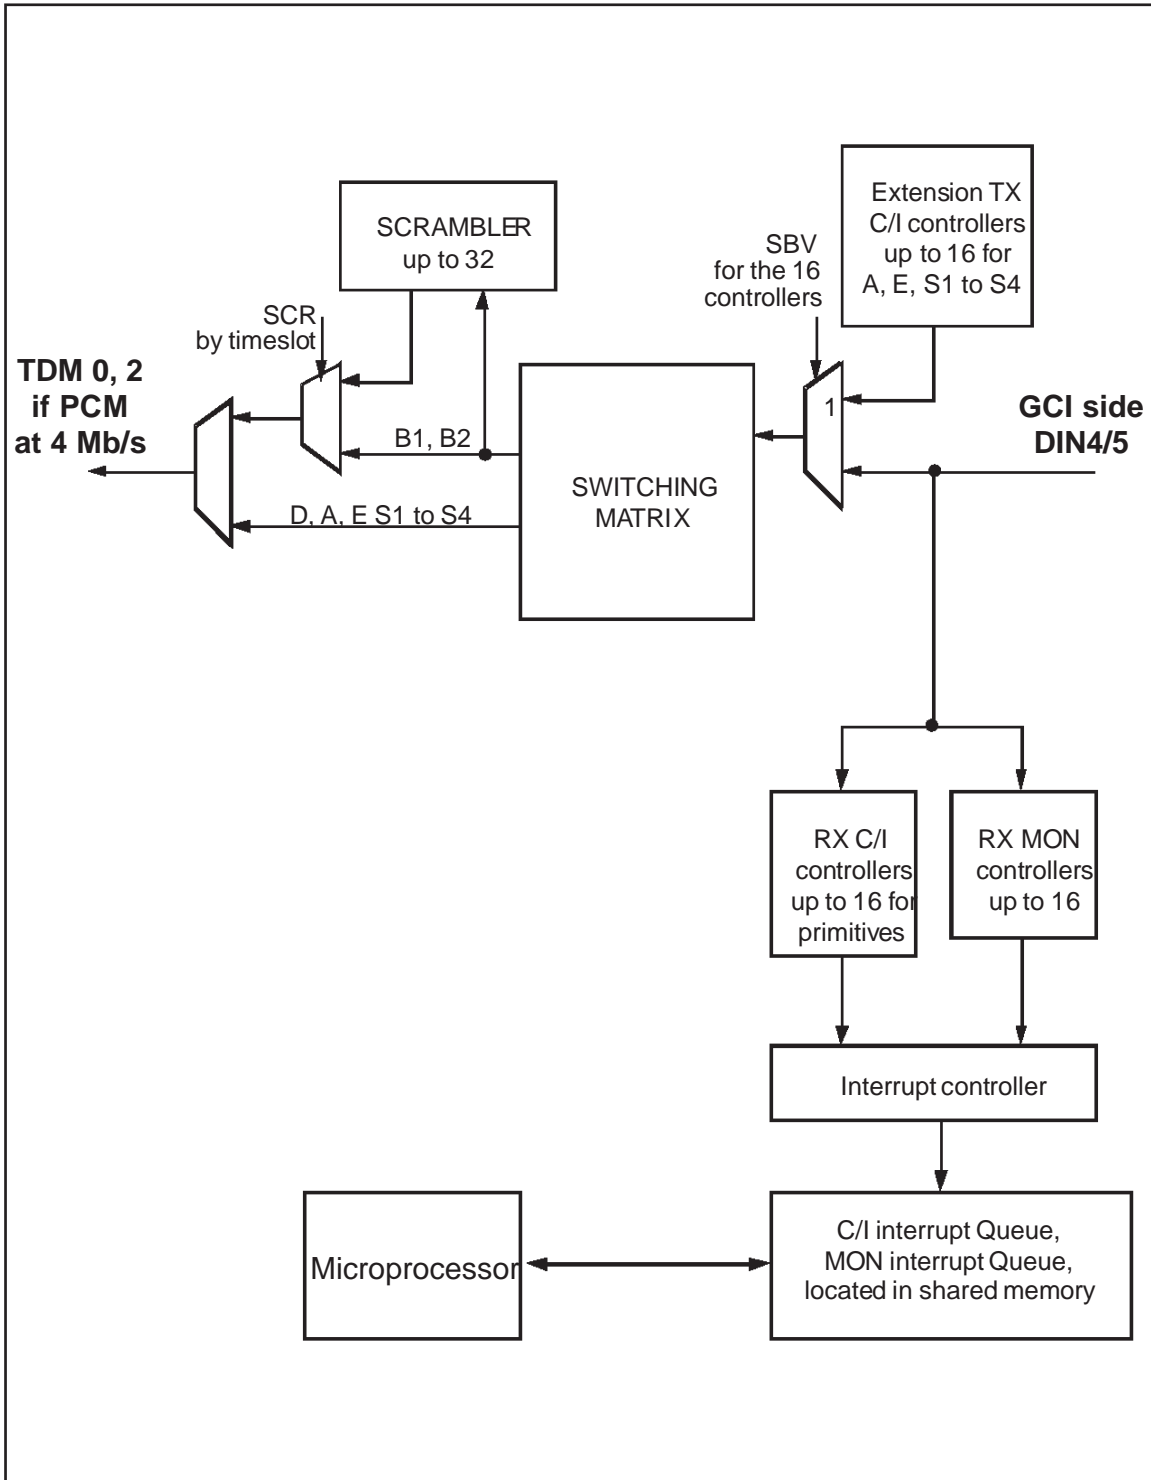 Extension TX
C/I controllers
up to 16 for
A, E, S1 to S4
SCRAMBLER
up to 32
SBV
for the 16
controllers
SCR
by timeslot
TDM 0, 2
if PCM
at 4 Mb/s
1
GCI side
DIN4/5
B1, B2
SWITCHING
MATRIX
D, A, E S1 to S4
RX C/I
controllers
up to 16 for
primitives
RX MON
controllers
up to 16
Interrupt controller
Microprocessor
C/I interrupt Queue,
MON interrupt Queue,
located in shared memory